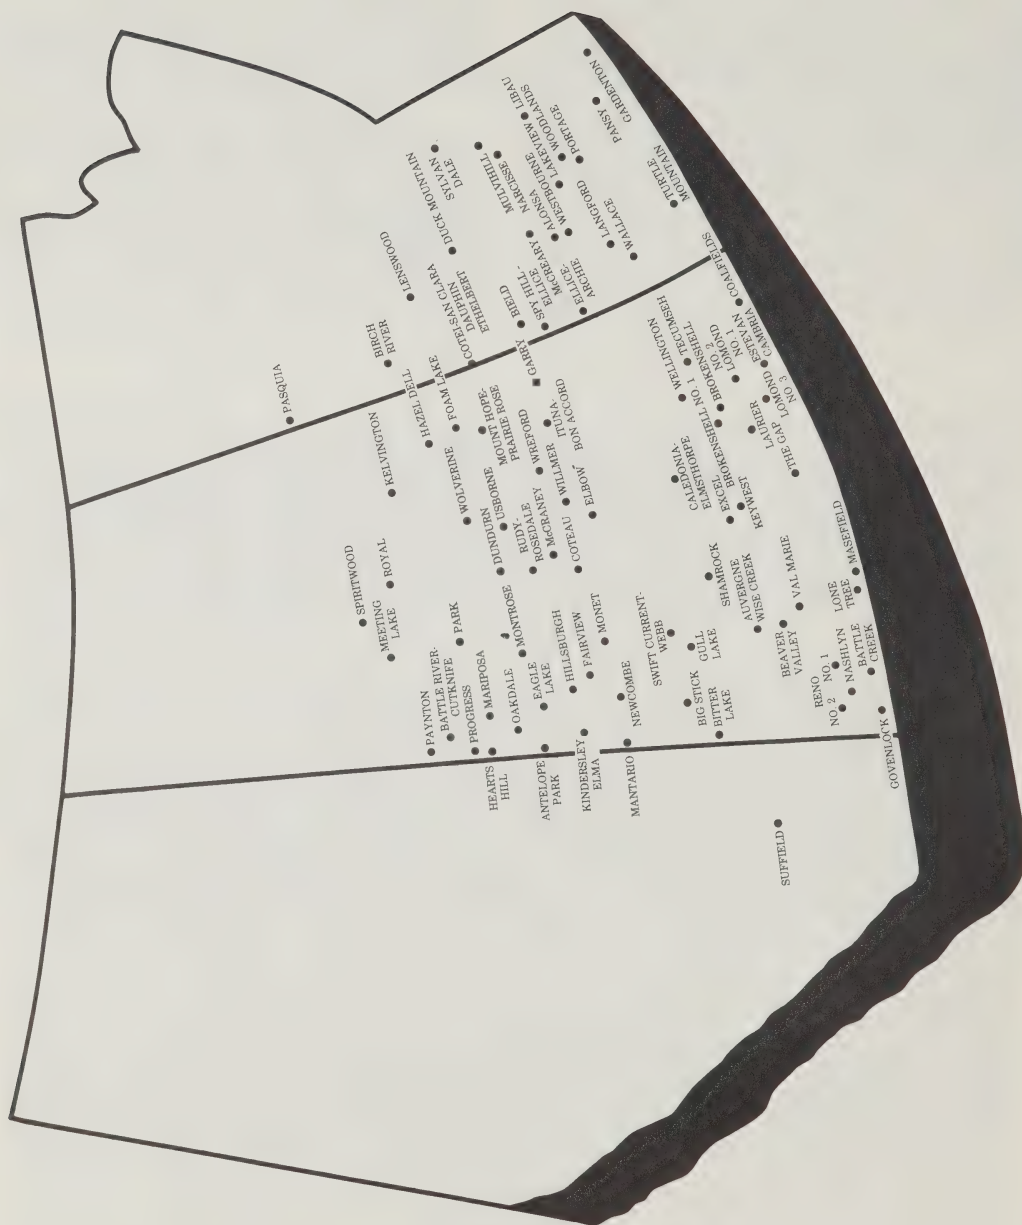 PASQUIA
BIRCH
RIVER
LENSWOOD
DUCK MOUNTAIN
SYLVAN
DALE
MULVIHILL
NARCISSE
LIBAU
LAKEVIEW
WOODLANDS
PORTAGE
PANSY
GARDENTON
ALONSA
WESTBOURNE
LANGFORD
WALLACE
TURTLE
MOUNTAIN
COTEI-SAN CLARA
DAUPHIN
ETHELBERT
BIELD
SPY HILL-
ELLICE
McCREARY
ELLICE-
ARCHIE
GARRY
HAZEL DELL
FOAM LAKE
KELVINGTON
WOLVERINE
MOUNT HOPE-
PRAIRIE ROSE
WREFORD
ITUNA-
BON ACCORD
DUNDURN
USBORNE
RUDY-
ROSEDALE
McCRANEY
WILLMER
COTEAU
ELBOW
SPIRITWOOD
ROYAL
MEETING
LAKE
PARK
PAYNTON
BATTLE RIVER-
CUTKNIFE
PROGRESS
MARIPOSA
HEARTS
HILL
OAKDALE
MONTROSE
EAGLE
LAKE
ANTELOPE
PARK
HILLSBURGH
FAIRVIEW
MONET
KINDERSLEY
ELMA
NEWCOMBE
MANTARIO
SWIFT CURRENT-
WEBB
GULL
LAKE
BIG STICK
BITTER
LAKE
WELLINGTON
TECUMSEH
CALEDONIA-
ELMSTHORPE
EXCEL
BROKENSHELL NO. 1
BROKENSHELL
NO. 2
LOMOND
NO. 1
ESTEVAN
CAMBRIA
COALFIELDS
LAURIER
LOMOND
NO 3
THE GAP
KEYWEST
SHAMROCK
AUVERGNE
WISE CREEK
VAL MARIE
BEAVER
VALLEY
MASEFIELD
LONE
TREE
RENO
NO. 1
NO. 2
NASHLYN
BATTLE
CREEK
GOVENLOCK
SUFFIELD